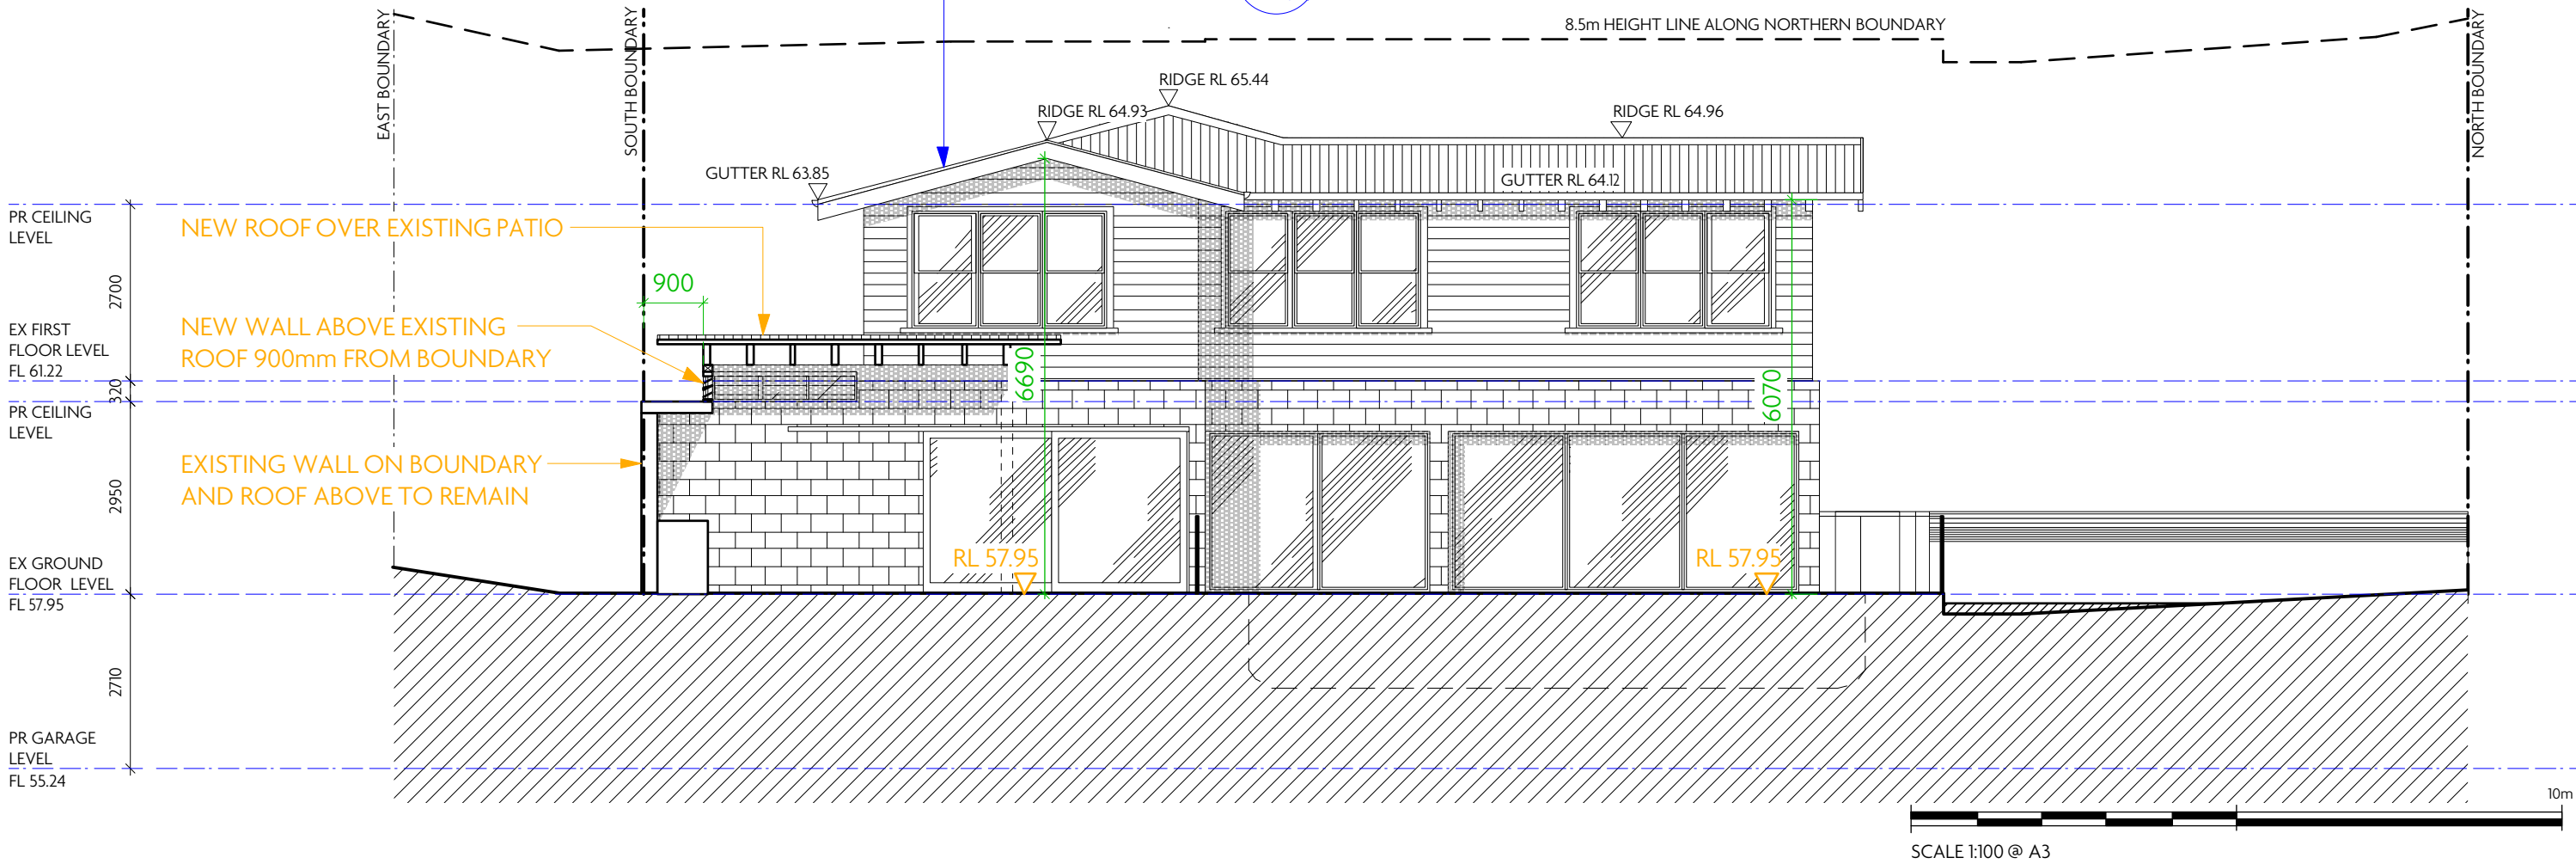 8.5m HEIGHT LINE ALONG NORTHERN BOUNDARY
EAST BOUNDARY
SOUTH BOUNDARY
NORTH BOUNDARY
RIDGE RL 65.44
RIDGE RL 64.93
RIDGE RL 64.96
GUTTER RL 63.85
GUTTER RL 64.12
PR CEILING
LEVEL
NEW ROOF OVER EXISTING PATIO
2700
900
NEW WALL ABOVE EXISTING
ROOF 900mm FROM BOUNDARY
EX FIRST
FLOOR LEVEL
FL 61.22
320
6690
6070
PR CEILING
LEVEL
EXISTING WALL ON BOUNDARY
AND ROOF ABOVE TO REMAIN
2950
EX GROUND
FLOOR LEVEL
FL 57.95
RL 57.95
RL 57.95
2710
PR GARAGE
LEVEL
FL 55.24
10m
SCALE 1:100 @ A3